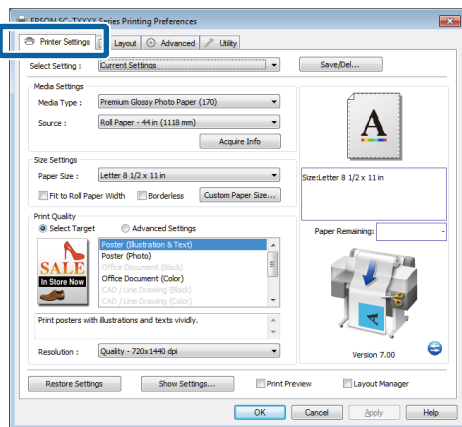 EPSON SC-TXXXX Series Printing Preferences
Printer Settings Layout Advanced Utility
Select Setting : Current Settings Save/Del...
Media Settings
Media Type : Premium Glossy Photo Paper (170)
Source : Roll Paper - 44 in (1118 mm)
Acquire Info
A
Size Settings
Paper Size : Letter 8 1/2 x 11 in
Fit to Roll Paper Width Borderless Custom Paper Size...
Size:Letter 8 1/2 x 11 in
Print Quality
Select Target Advanced Settings
Paper Remaining: -
SALE
In Store Now
Poster (Illustration & Text)
Poster (Photo)
Office Document (Black)
Office Document (Color)
CAD / Line Drawing (Black)
CAD / Line Drawing (Color)
Print posters with illustrations and texts vividly.
A
Resolution : Quality - 720x1440 dpi
Version 7.00
Restore Settings Show Settings... Print Preview Layout Manager
OK Cancel Apply Help